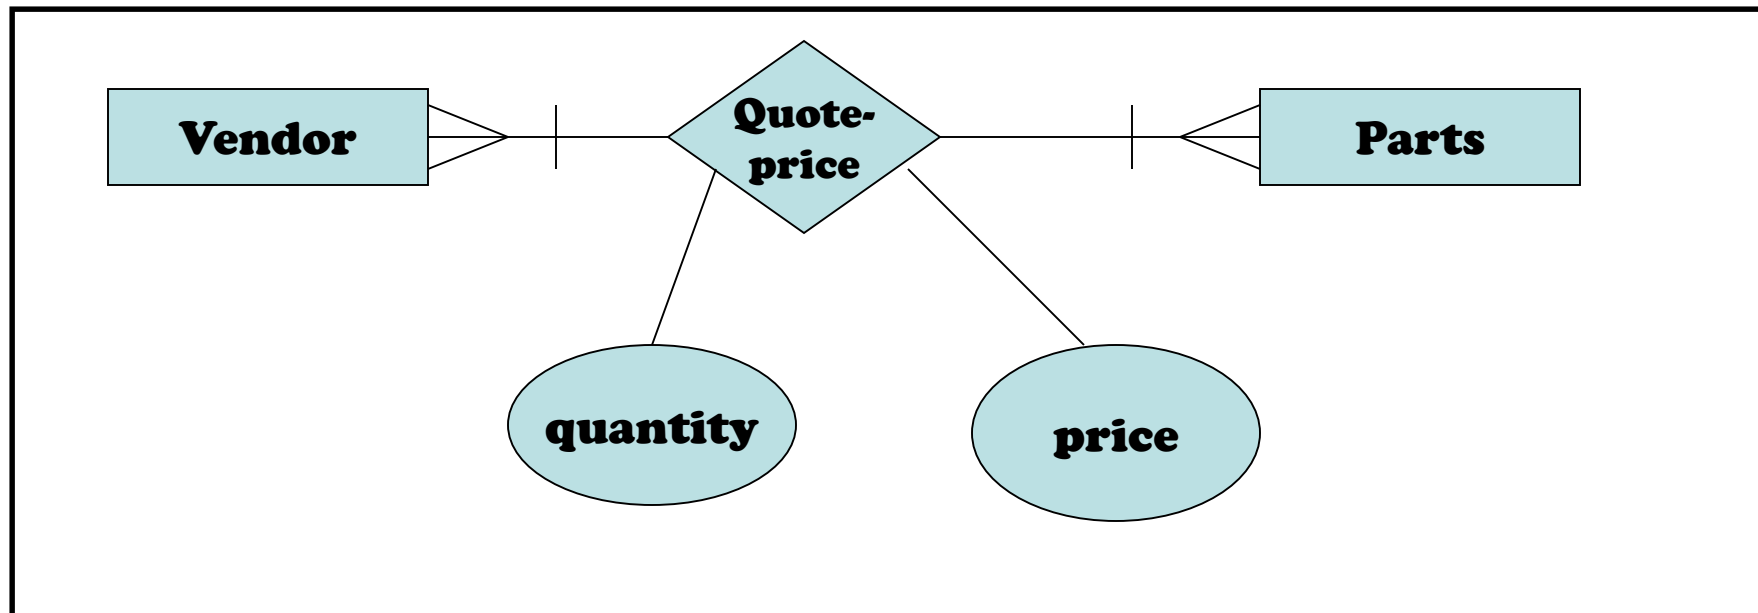 Vendor
Quote-
price
Parts
quantity
price